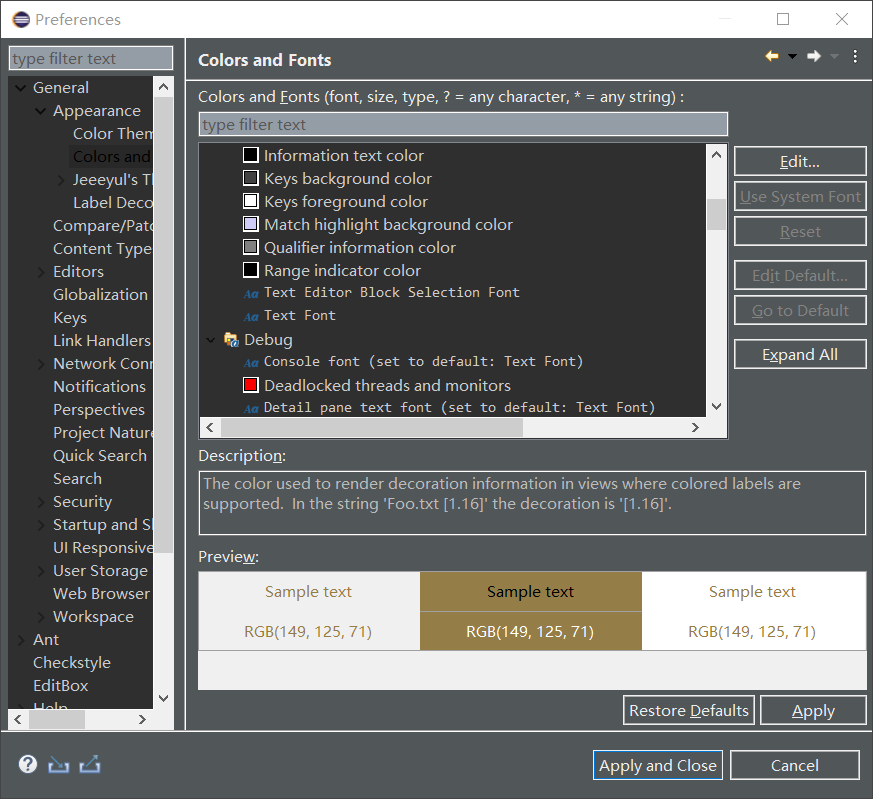 Preferences
type filter text
General
Appearance
Color Them
Colors and
Jeeeyul's Th
Label Deco
Compare/Patc
Content Type
Editors
Globalization
Keys
Link Handlers
Network Conn
Notifications
Perspectives
Project Nature
Quick Search
Search
Security
Startup and Sh
UI Responsive
User Storage
Web Browser
Workspace
Ant
Checkstyle
EditBox
Help
Colors and Fonts
Colors and Fonts (font, size, type, ? = any character, * = any string) :
type filter text
Information text color
Keys background color
Keys foreground color
Match highlight background color
Qualifier information color
Range indicator color
Aa Text Editor Block Selection Font
Aa Text Font
Debug
Aa Console font (set to default: Text Font)
Deadlocked threads and monitors
Aa Detail pane text font (set to default: Text Font)
Edit...
Use System Font
Reset
Edit Default...
Go to Default
Expand All
Description:
The color used to render decoration information in views where colored labels are
supported.  In the string 'Foo.txt [1.16]' the decoration is '[1.16]'.
Preview:
Sample text Sample text Sample text
RGB(149, 125, 71) RGB(149, 125, 71) RGB(149, 125, 71)
Restore Defaults Apply
? Apply and Close Cancel